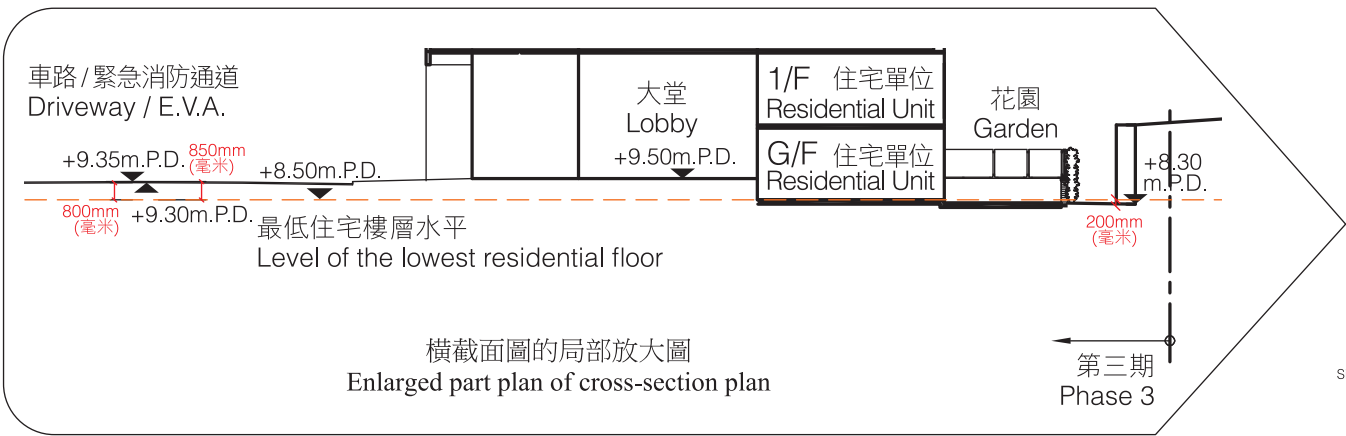 車路 / 緊急消防通道
Driveway / E.V.A.
+9.35m.P.D.
850mm
(毫米)
+8.50m.P.D.
800mm
(毫米)
+9.30m.P.D.
最低住宅樓層水平
Level of the lowest residential floor
大堂
Lobby
+9.50m.P.D.
1/F 住宅單位
Residential Unit
G/F 住宅單位
Residential Unit
花園
Garden
+8.30
m.P.D.
200mm
(毫米)
橫截面圖的局部放大圖
Enlarged part plan of cross-section plan
第三期
Phase 3
s